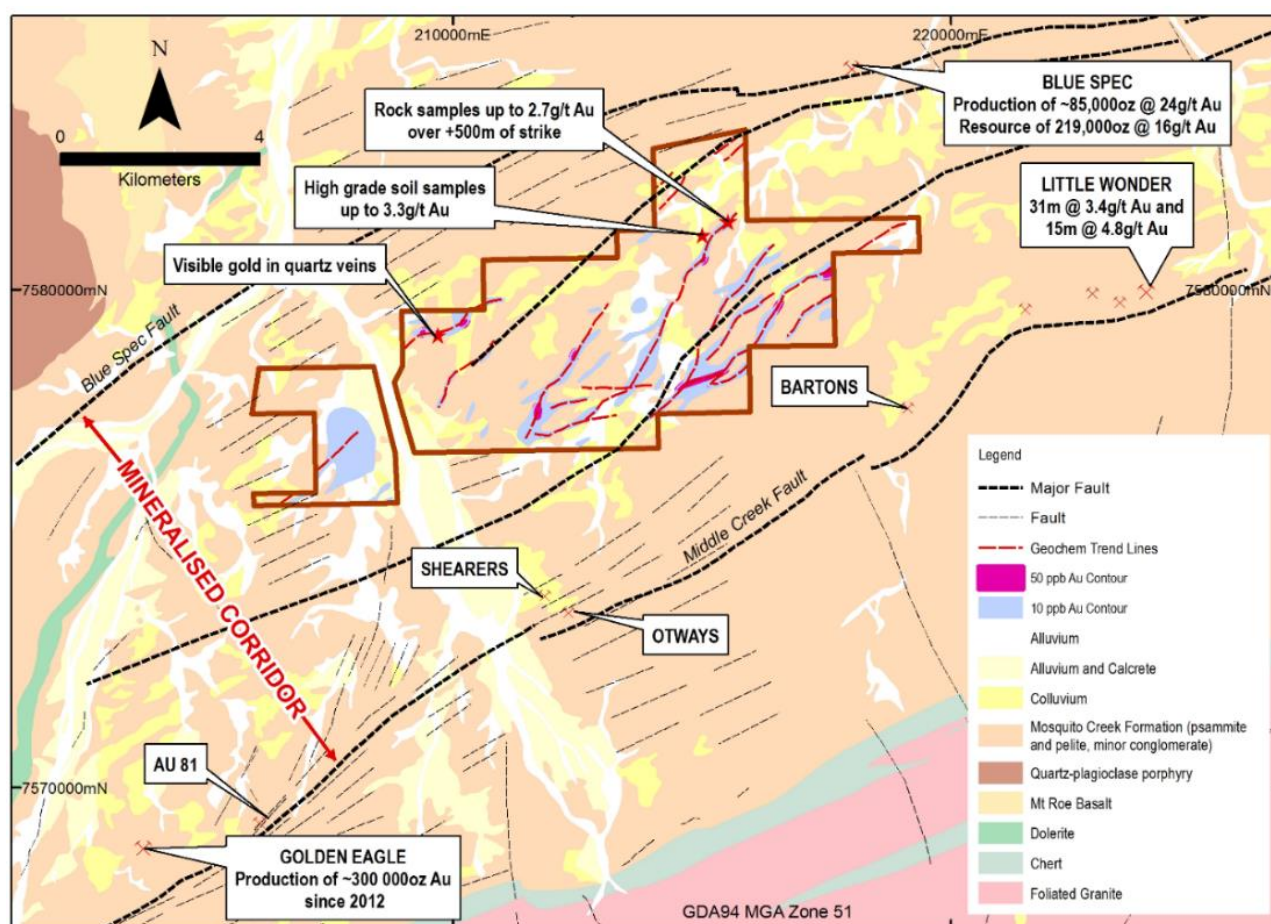 210000mE
220000mE
N
0
4
Kilometers
Rock samples up to 2.7g/t Au
over +500m of strike
BLUE SPEC
Production of ~85,000oz @ 24g/t Au
Resource of 219,000oz @ 16g/t Au
High grade soil samples
up to 3.3g/t Au
LITTLE WONDER
31m @ 3.4g/t Au and
15m @ 4.8g/t Au
Visible gold in quartz veins
7580000mN
7580000mN
Blue Spec Fault
BARTONS
MINERALISED CORRIDOR
Middle Creek Fault
SHEARERS
OTWAYS
AU 81
7570000mN
GOLDEN EAGLE
Production of ~300 000oz Au
since 2012
GDA94 MGA Zone 51
Legend
Major Fault
Fault
Geochem Trend Lines
50 ppb Au Contour
10 ppb Au Contour
Alluvium
Alluvium and Calcrete
Colluvium
Mosquito Creek Formation (psammite
and pelite, minor conglomerate)
Quartz-plagioclase porphyry
Mt Roe Basalt
Dolerite
Chert
Foliated Granite